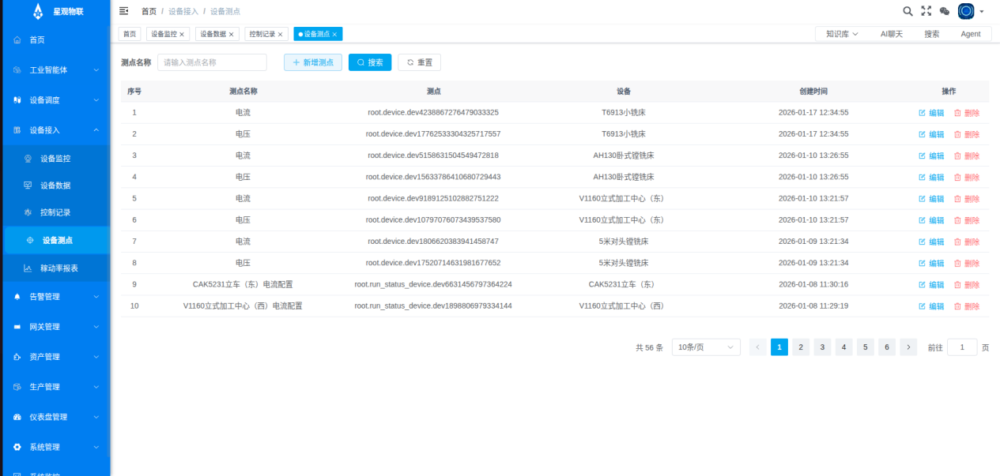 星观物联
首页 / 设备接入 / 设备测点
首页
设备监控 ×
设备数据 ×
控制记录 ×
设备测点 ×
知识库
AI聊天
搜索
Agent
首页
工业智能体
设备调度
设备接入
设备监控
设备数据
控制记录
设备测点
稼动率报表
告警管理
网关管理
资产管理
生产管理
仪表盘管理
系统管理
系统监控
测点名称 请输入测点名称 + 新增测点 搜索 重置
序号 测点名称 测点 设备 创建时间 操作
1 电流 root.device.dev4238867276479033325 T6913小铣床 2026-01-17 12:34:55 编辑 删除
2 电压 root.device.dev17762533304325717557 T6913小铣床 2026-01-17 12:34:55 编辑 删除
3 电流 root.device.dev5158631504549472818 AH130卧式镗铣床 2026-01-10 13:26:55 编辑 删除
4 电压 root.device.dev15633786410680729443 AH130卧式镗铣床 2026-01-10 13:26:55 编辑 删除
5 电流 root.device.dev9189125102882751222 V1160立式加工中心（东） 2026-01-10 13:21:57 编辑 删除
6 电压 root.device.dev10797076073439537580 V1160立式加工中心（东） 2026-01-10 13:21:57 编辑 删除
7 电流 root.device.dev1806620383941458747 5米对头镗铣床 2026-01-09 13:21:34 编辑 删除
8 电压 root.device.dev17520714631981677652 5米对头镗铣床 2026-01-09 13:21:34 编辑 删除
9 CAK5231立车（东）电流配置 root.run_status_device.dev6631456797364224 CAK5231立车（东） 2026-01-08 11:30:16 编辑 删除
10 V1160立式加工中心（西）电流配置 root.run_status_device.dev1898806979334144 V1160立式加工中心（西） 2026-01-08 11:29:19 编辑 删除
共 56 条 10条/页 1 2 3 4 5 6 前往 1 页